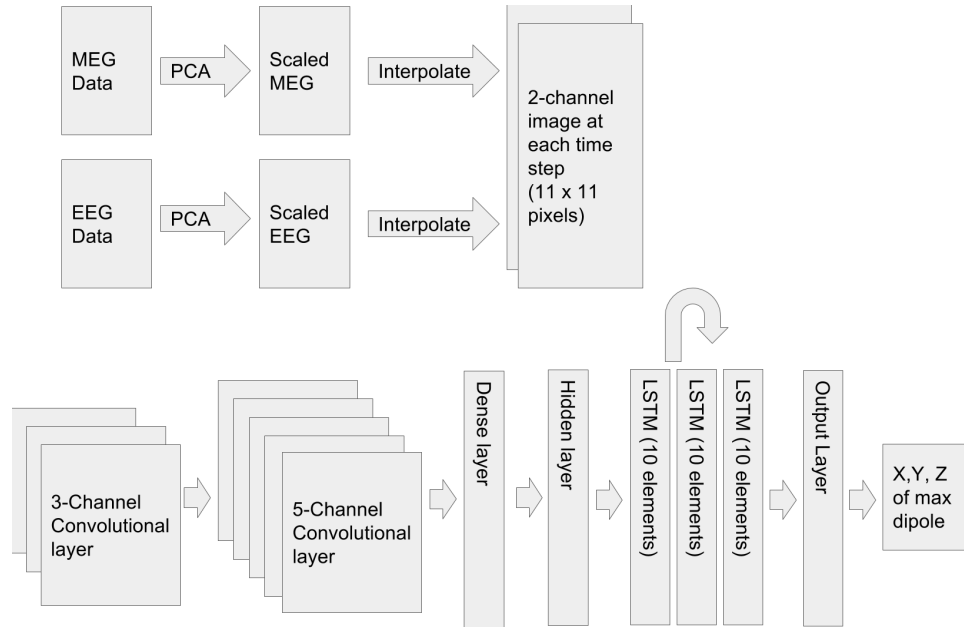 MEG
Data
PCA
Scaled
MEG
Interpolate
2-channel
image at
each time
step
(11 x 11
pixels)
EEG
Data
PCA
Scaled
EEG
Interpolate
3-Channel
Convolutional
layer
5-Channel
Convolutional
layer
Dense layer
Hidden layer
LSTM (10 elements)
LSTM (10 elements)
LSTM (10 elements)
Output Layer
X,Y, Z
of max
dipole